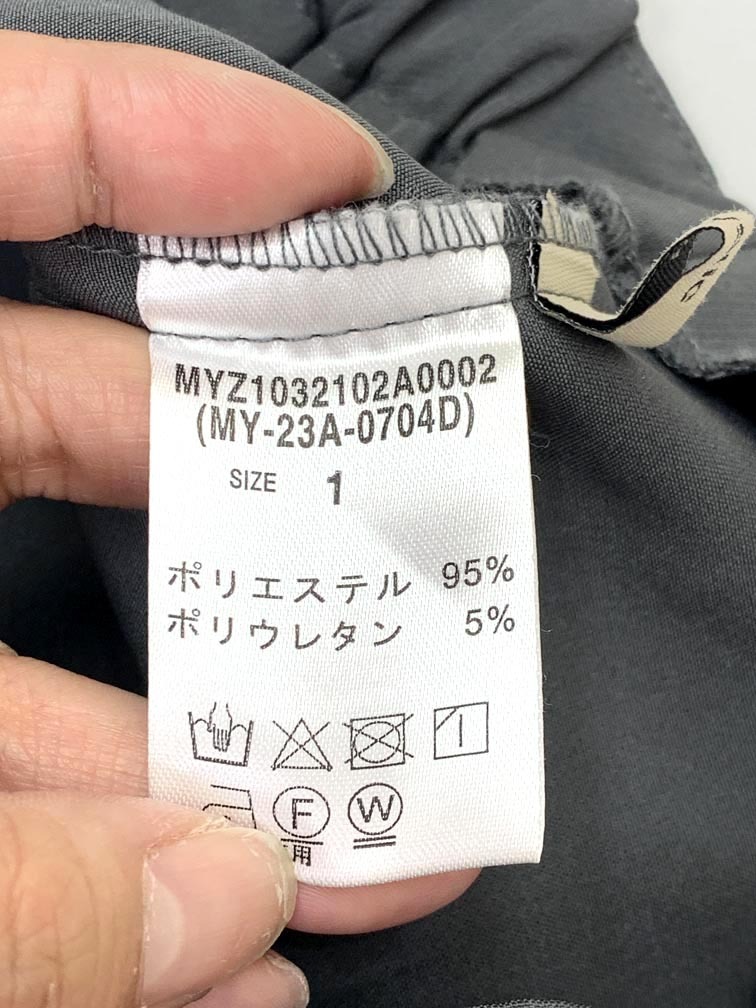 MYZ1032102A0002
(MY-23A-0704D)
SIZE 1
ポリエステル 95%
ポリウレタン 5%
F W
用